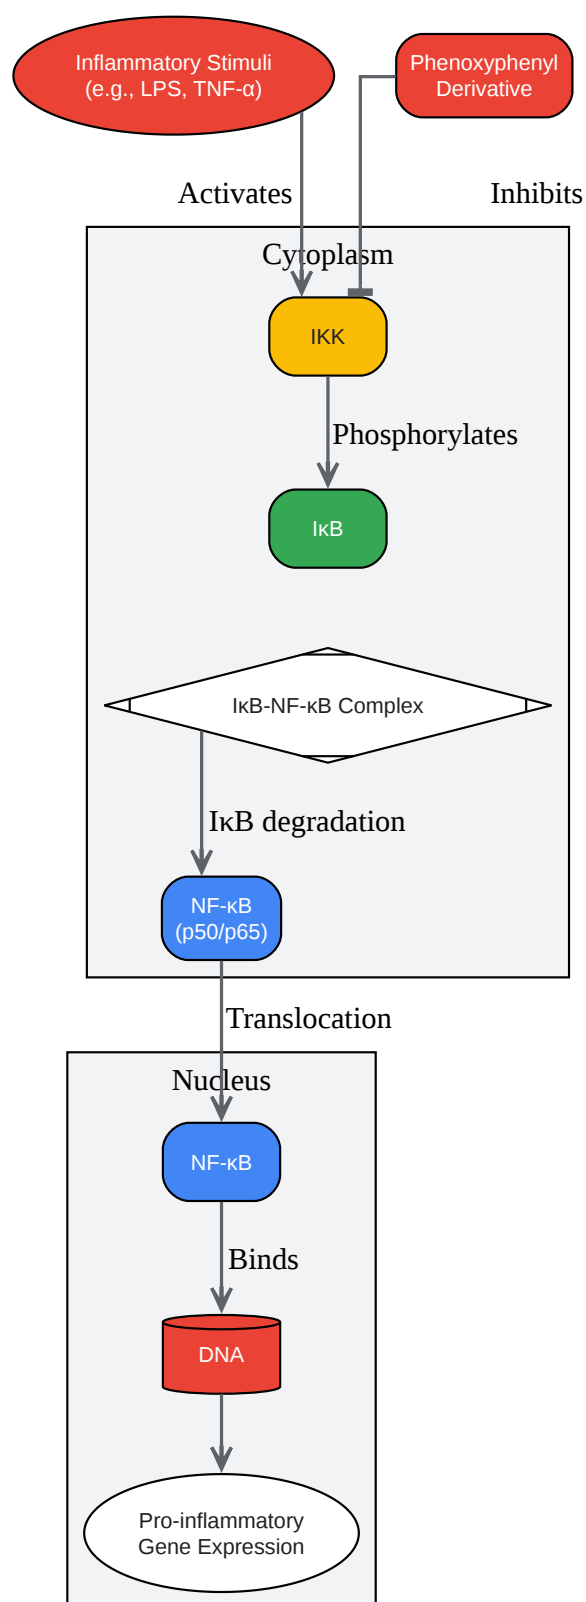 Inflammatory Stimuli
(e.g., LPS, TNF-α)
Phenoxyphenyl
Derivative
Activates
Inhibits
Cytoplasm
IKK
Phosphorylates
IκB
IκB-NF-κB Complex
IκB degradation
NF-κB
(p50/p65)
Translocation
Nucleus
NF-κB
Binds
DNA
Pro-inflammatory
Gene Expression